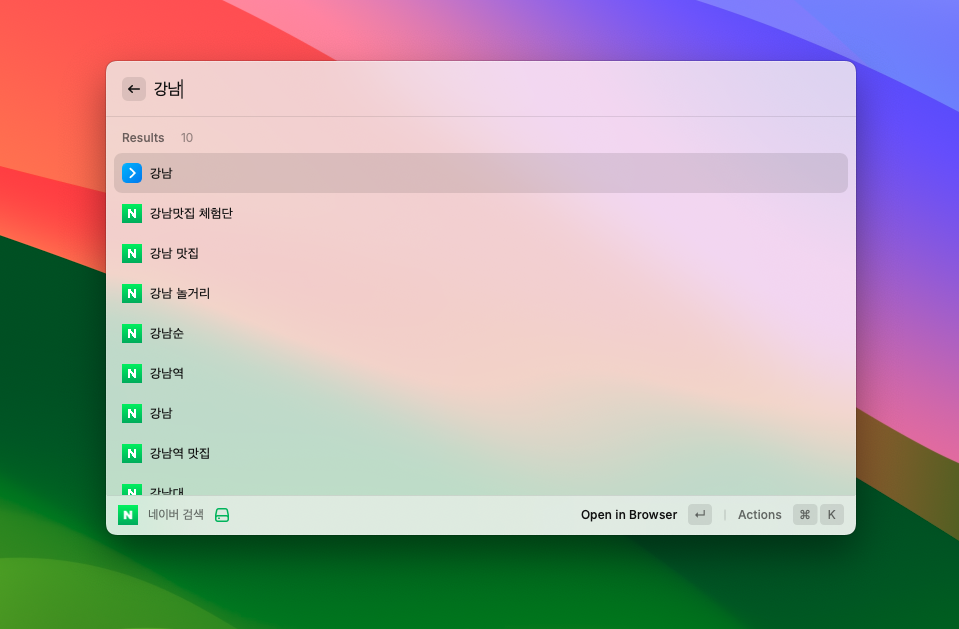 강남
Results 10
강남
강남맛집 체험단
강남 맛집
강남 놀거리
강남순
강남역
강남
강남역 맛집
강남대
네이버 검색 Open in Browser ↵ Actions ⌘ K